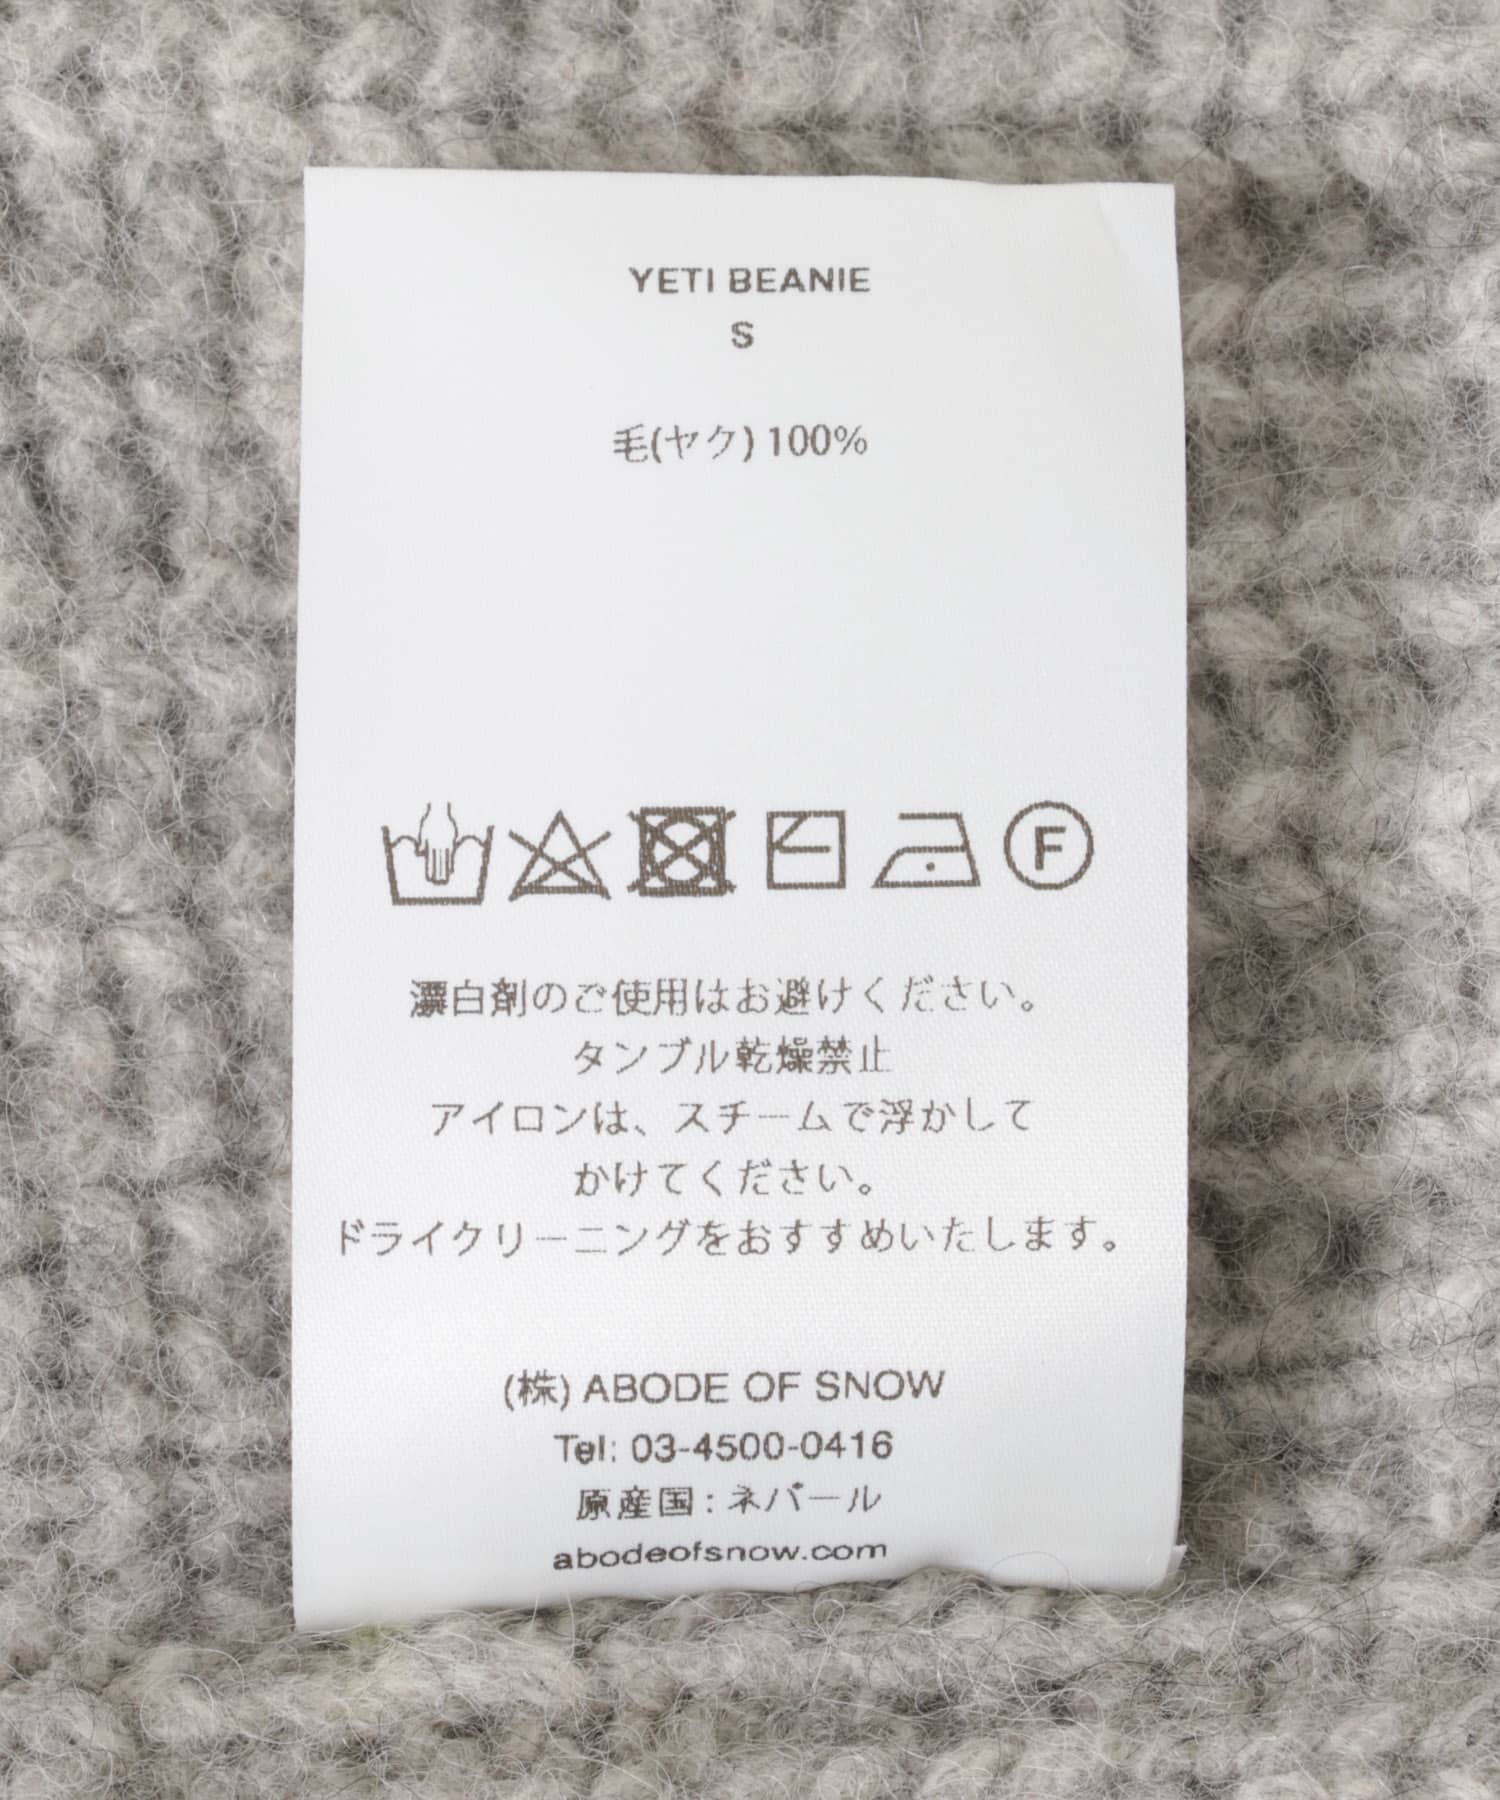 YETI BEANIE
S
毛(ヤク) 100%
F
漂白剤のご使用はお避けください。
タンブル乾燥禁止
アイロンは、スチームで浮かして
かけてください。
ドライクリーニングをおすすめいたします。
(株) ABODE OF SNOW
Tel: 03-4500-0416
原産国 : ネパール
abodeofsnow.com